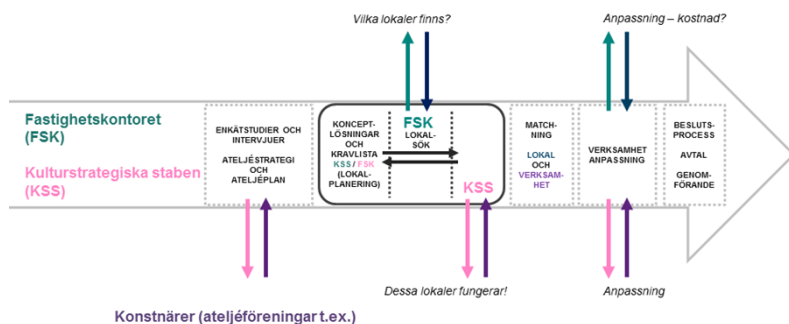 Vilka lokaler finns?
Anpassning – kostnad?
Fastighetskontoret
(FSK)
Kulturstrategiska staben
(KSS)
ENKÄTSTUDIER OCH
INTERVJUER
ATELJÉSTRATEGI
OCH
ATELJÉPLAN
KONCEPT-
LÖSNINGAR
OCH
KRAVLISTA
KSS / FSK
(LOKAL-
PLANERING)
FSK
LOKAL-
SÖK
KSS
MATCH-
NING
LOKAL
OCH
VERKSAM-
HET
VERKSAMHET
ANPASSNING
BESLUTS-
PROCESS
AVTAL
GENOM-
FÖRANDE
Dessa lokaler fungerar!
Anpassning
Konstnärer (ateljéföreningar t.ex.)